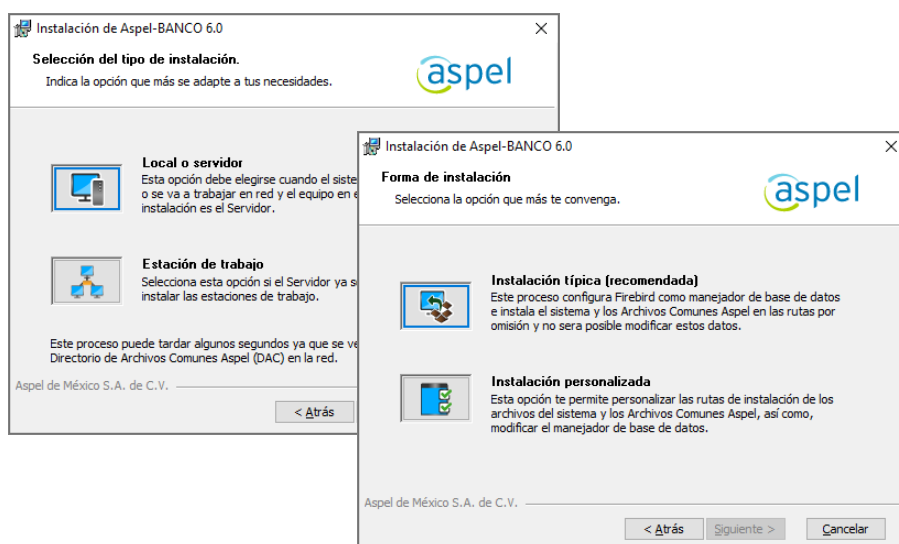 Instalación de Aspel-BANCO 6.0
Selección del tipo de instalación.
Indica la opción que más se adapte a tus necesidades.
aspel
Local o servidor
Esta opción debe elegirse cuando el siste
o se va a trabajar en red y el equipo en e
instalación es el Servidor.
Estación de trabajo
Selecciona esta opción si el Servidor ya s
instalar las estaciones de trabajo.
Este proceso puede tardar algunos segundos ya que se ve
Directorio de Archivos Comunes Aspel (DAC) en la red.
Aspel de México S.A. de C.V.
< Atrás
Instalación de Aspel-BANCO 6.0
Forma de instalación
Selecciona la opción que más te convenga.
aspel
Instalación típica (recomendada)
Este proceso configura Firebird como manejador de base de datos
e instala el sistema y los Archivos Comunes Aspel en las rutas por
omisión y no sera posible modificar estos datos.
Instalación personalizada
Esta opción te permite personalizar las rutas de instalación de los
archivos del sistema y los Archivos Comunes Aspel, así como,
modificar el manejador de base de datos.
Aspel de México S.A. de C.V.
< Atrás
Siguiente >
Cancelar